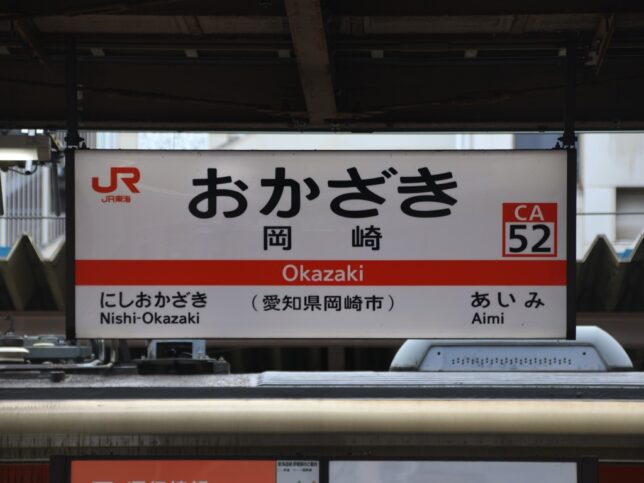 JR
JR東海
おかざき
岡崎
CA
52
Okazaki
にしおかざき
Nishi-Okazaki
（愛知県岡崎市）
あいみ
Aimi